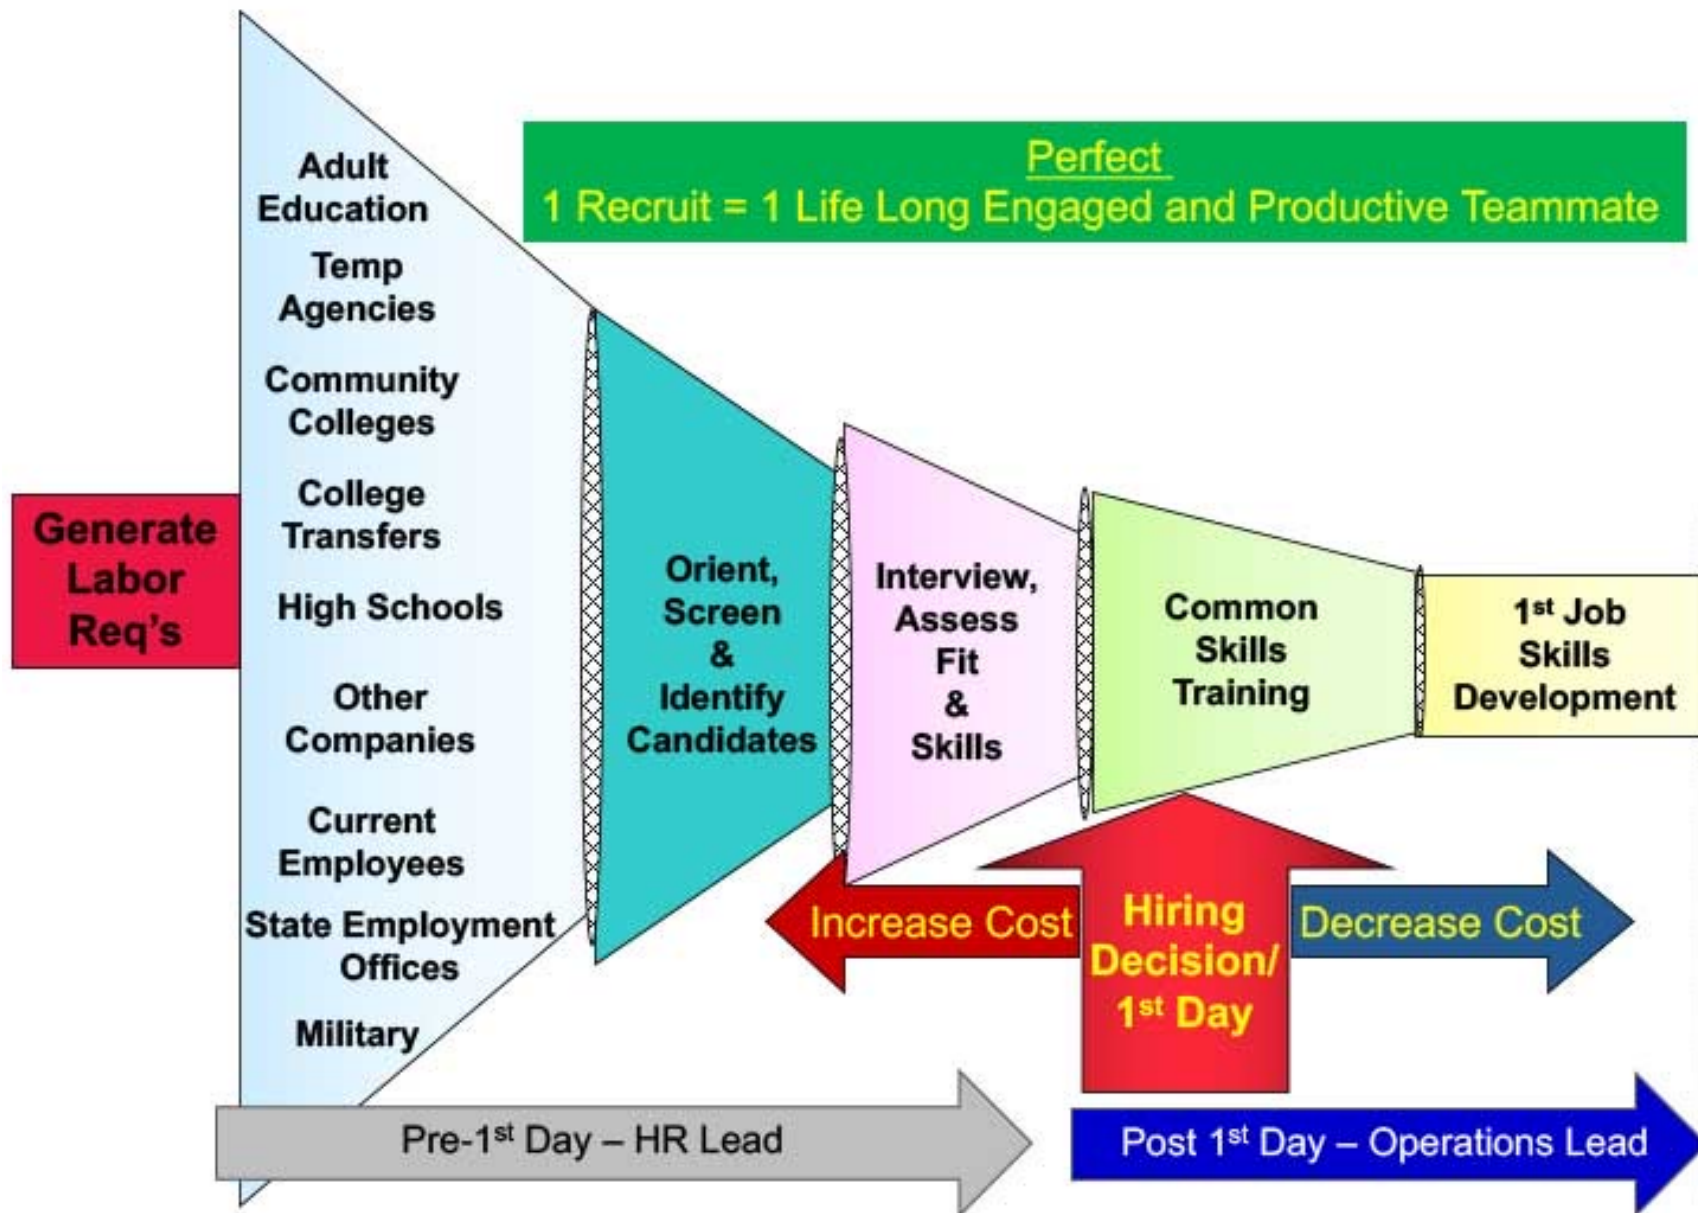 Perfect
1 Recruit = 1 Life Long Engaged and Productive Teammate
Generate
Labor
Req's
Adult
Education
Temp
Agencies
Community
Colleges
College
Transfers
High Schools
Other
Companies
Current
Employees
State Employment
Offices
Military
Orient,
Screen
&
Identify
Candidates
Interview,
Assess
Fit
&
Skills
Common
Skills
Training
1st Job
Skills
Development
Increase Cost
Hiring
Decision/
1st Day
Decrease Cost
Pre-1st Day – HR Lead
Post 1st Day – Operations Lead